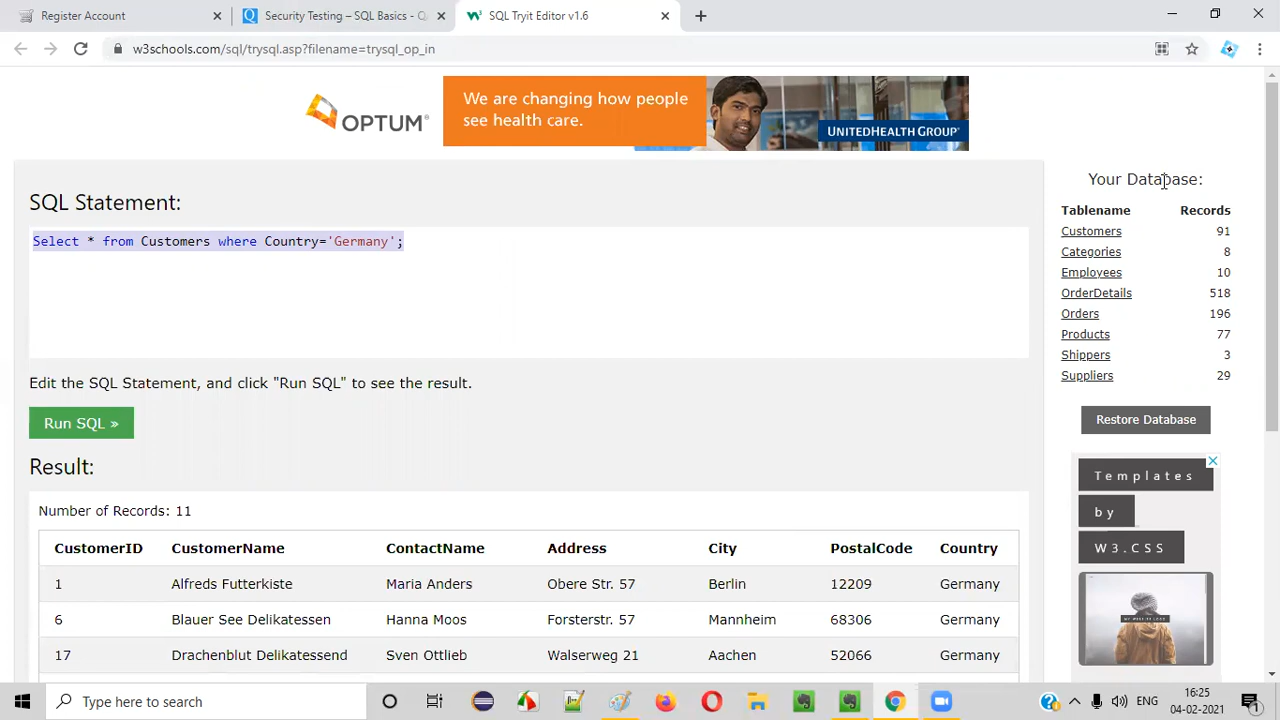 Register Account
Security Testing – SQL Basics - Q
SQL Tryit Editor v1.6
w3schools.com/sql/trysql.asp?filename=trysql_op_in
OPTUM®
We are changing how people
see health care.
UNITEDHEALTH GROUP®
SQL Statement:
Select * from Customers where Country='Germany';
Edit the SQL Statement, and click "Run SQL" to see the result.
Run SQL »
Result:
Number of Records: 11
CustomerID CustomerName ContactName Address City PostalCode Country
1 Alfreds Futterkiste Maria Anders Obere Str. 57 Berlin 12209 Germany
6 Blauer See Delikatessen Hanna Moos Forsterstr. 57 Mannheim 68306 Germany
17 Drachenblut Delikatessend Sven Ottlieb Walserweg 21 Aachen 52066 Germany
Your Database:
Tablename Records
Customers 91
Categories 8
Employees 10
OrderDetails 518
Orders 196
Products 77
Shippers 3
Suppliers 29
Restore Database
Templates
by
W3.CSS
Type here to search
ENG
16:25
04-02-2021